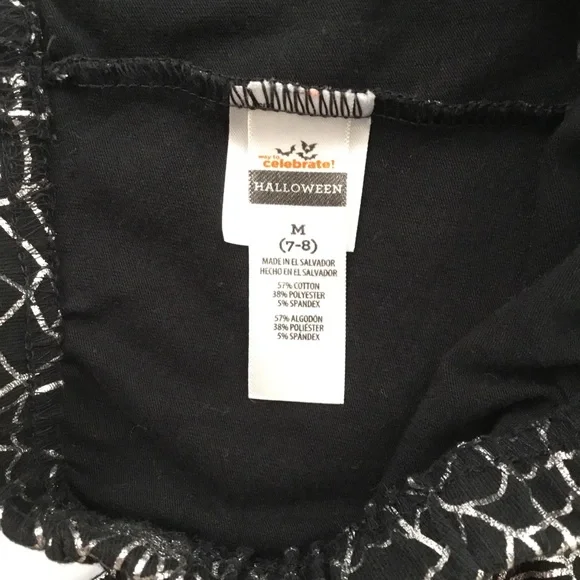 way to
celebrate!
HALLOWEEN
M
(7-8)
MADE IN EL SALVADOR
HECHO EN EL SALVADOR
57% COTTON
38% POLYESTER
5% SPANDEX
57% ALGODÓN
38% POLIÉSTER
5% SPÁNDEX